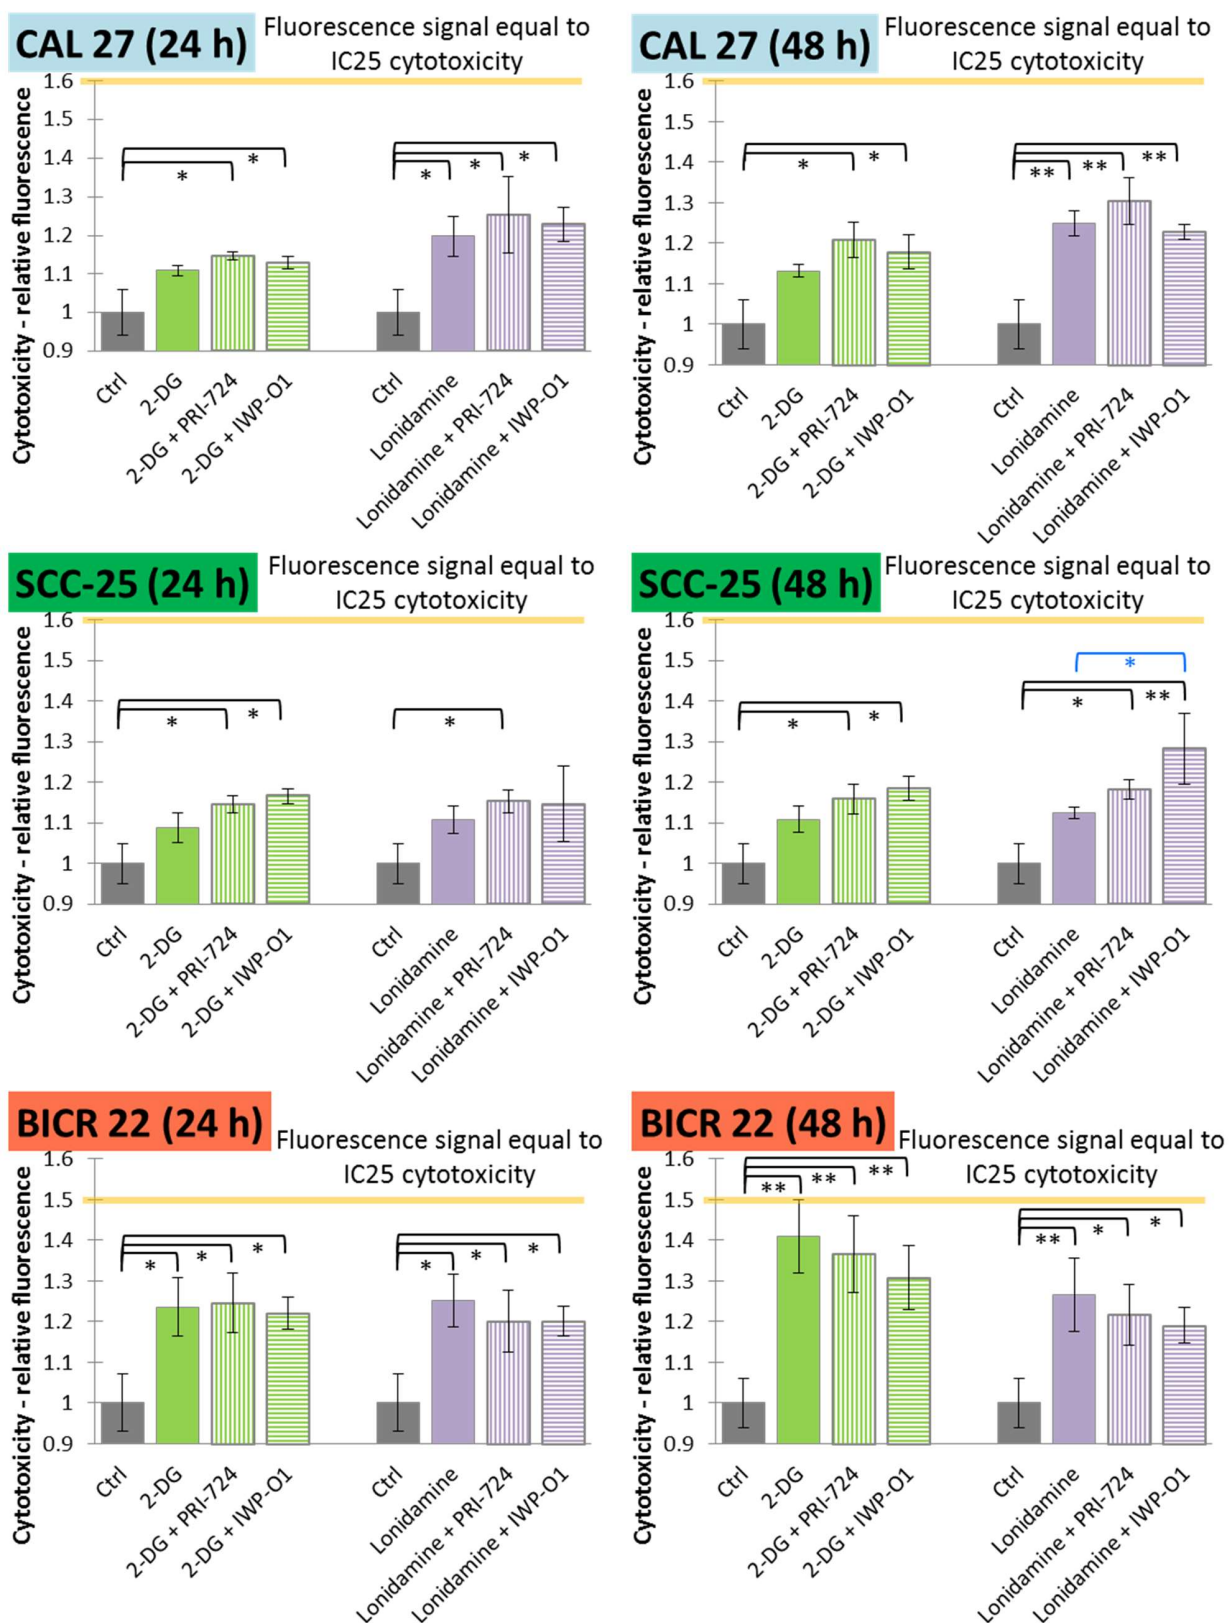 CAL 27 (24 h)
Fluorescence signal equal to
IC25 cytotoxicity
Cytotoxicity - relative fluorescence
1.6
1.5
1.4
1.3
1.2
1.1
1
0.9
* *
* * *
Ctrl
2-DG
2-DG + PRI-724
2-DG + IWP-O1
Ctrl
Lonidamine
Lonidamine + PRI-724
Lonidamine + IWP-O1
CAL 27 (48 h)
Fluorescence signal equal to
IC25 cytotoxicity
Cytotoxicity - relative fluorescence
1.6
1.5
1.4
1.3
1.2
1.1
1
0.9
* *
** ** **
Ctrl
2-DG
2-DG + PRI-724
2-DG + IWP-O1
Ctrl
Lonidamine
Lonidamine + PRI-724
Lonidamine + IWP-O1
SCC-25 (24 h)
Fluorescence signal equal to
IC25 cytotoxicity
Cytotoxicity - relative fluorescence
1.6
1.5
1.4
1.3
1.2
1.1
1
0.9
* *
*
Ctrl
2-DG
2-DG + PRI-724
2-DG + IWP-O1
Ctrl
Lonidamine
Lonidamine + PRI-724
Lonidamine + IWP-O1
SCC-25 (48 h)
Fluorescence signal equal to
IC25 cytotoxicity
Cytotoxicity - relative fluorescence
1.6
1.5
1.4
1.3
1.2
1.1
1
0.9
* *
*
* **
Ctrl
2-DG
2-DG + PRI-724
2-DG + IWP-O1
Ctrl
Lonidamine
Lonidamine + PRI-724
Lonidamine + IWP-O1
BICR 22 (24 h)
Fluorescence signal equal to
IC25 cytotoxicity
Cytotoxicity - relative fluorescence
1.6
1.5
1.4
1.3
1.2
1.1
1
0.9
* * *
* * *
Ctrl
2-DG
2-DG + PRI-724
2-DG + IWP-O1
Ctrl
Lonidamine
Lonidamine + PRI-724
Lonidamine + IWP-O1
BICR 22 (48 h)
Fluorescence signal equal to
IC25 cytotoxicity
Cytotoxicity - relative fluorescence
1.6
1.5
1.4
1.3
1.2
1.1
1
0.9
** ** **
** * *
Ctrl
2-DG
2-DG + PRI-724
2-DG + IWP-O1
Ctrl
Lonidamine
Lonidamine + PRI-724
Lonidamine + IWP-O1